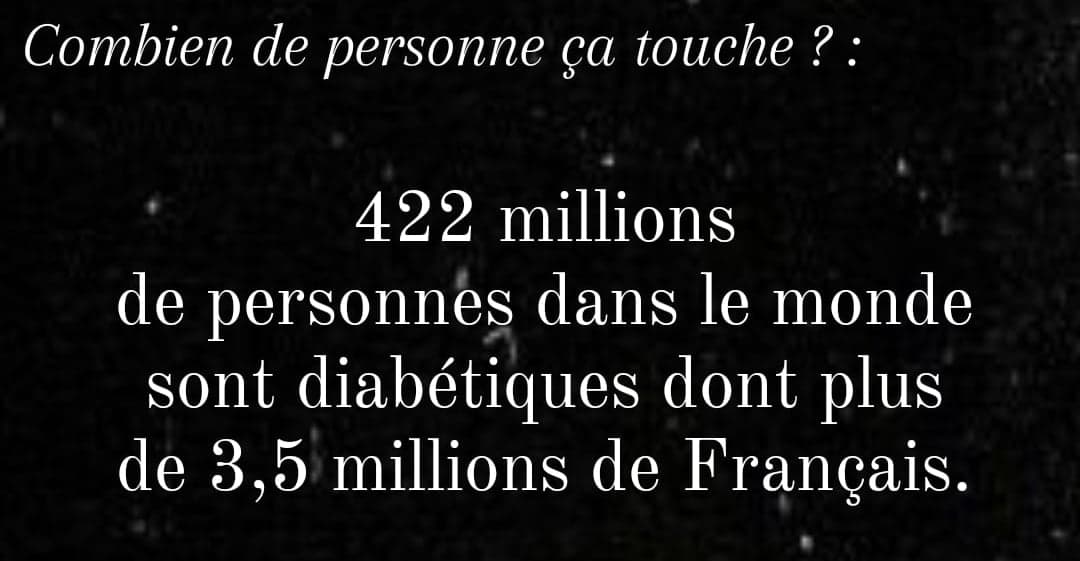 Combien de personne ça touche ? :
422 millions
de personnes dans le monde
sont diabétiques dont plus
de 3,5 millions de Français.